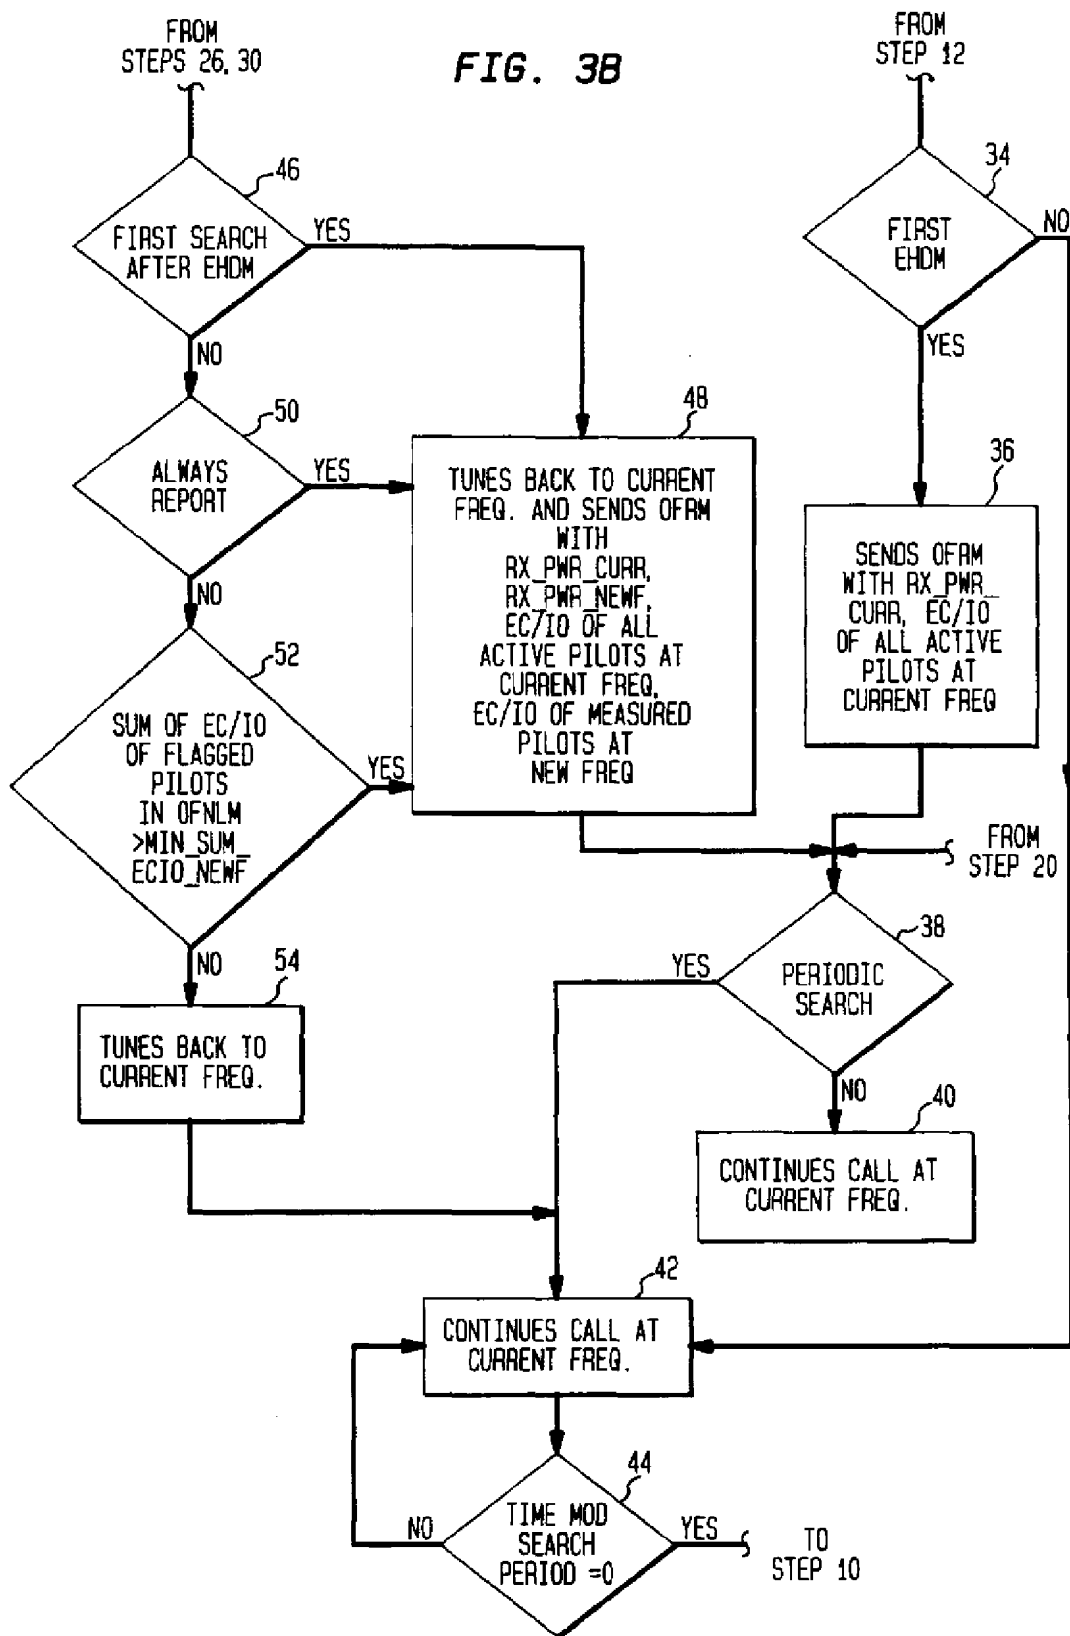 FROM
STEPS 26, 30
FIG. 3B
FROM
STEP 12
46
FIRST SEARCH
AFTER EHDM
YES
NO
34
FIRST
EHDM
NO
YES
50
ALWAYS
REPORT
YES
NO
48
TUNES BACK TO CURRENT
FREQ. AND SENDS OFRM
WITH
RX_PWR_CURR,
RX_PWR_NEWF,
EC/IO OF ALL
ACTIVE PILOTS AT
CURRENT FREQ,
EC/IO OF MEASURED
PILOTS AT
NEW FREQ
36
SENDS OFRM
WITH RX_PWR_
CURR, EC/IO
OF ALL ACTIVE
PILOTS AT
CURRENT FREQ
52
SUM OF EC/IO
OF FLAGGED
PILOTS
IN OFNLM
>MIN_SUM_
ECIO_NEWF
YES
NO
FROM
STEP 20
38
PERIODIC
SEARCH
YES
NO
54
TUNES BACK TO
CURRENT FREQ.
40
CONTINUES CALL AT
CURRENT FREQ.
42
CONTINUES CALL AT
CURRENT FREQ.
44
TIME MOD
SEARCH
PERIOD =0
NO
YES
TO
STEP 10